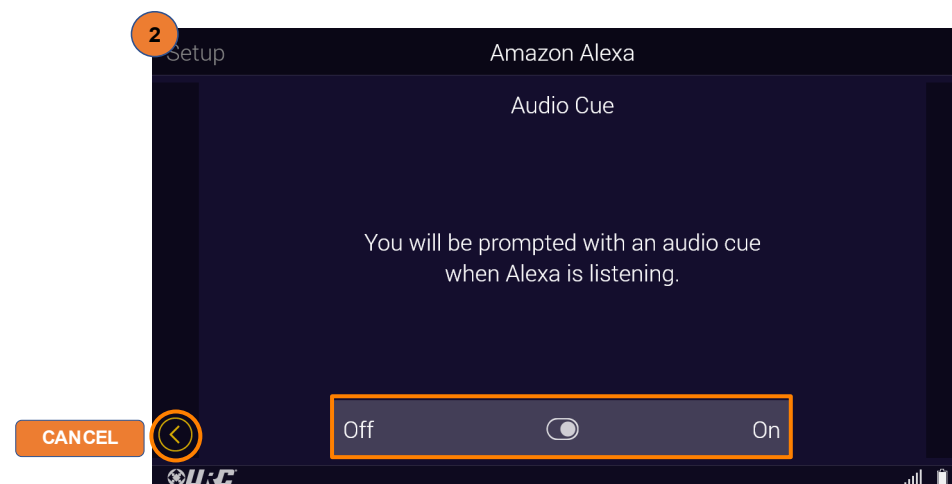 2
Setup
Amazon Alexa
Audio Cue
You will be prompted with an audio cue
when Alexa is listening.
Off
On
CANCEL
URC